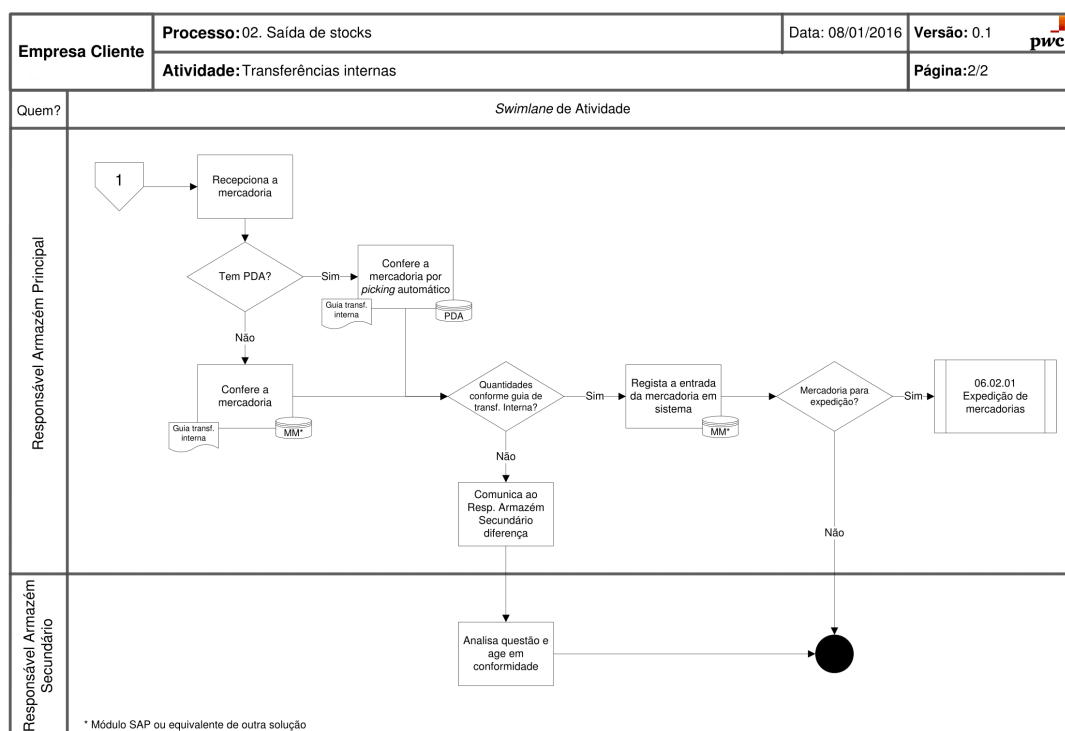 Empresa Cliente
Processo: 02. Saída de stocks
Data: 08/01/2016
Versão: 0.1
pwc
Atividade: Transferências internas
Página:2/2
Quem?
Swimlane de Atividade
Responsável Armazém Principal
1
Recepciona a
mercadoria
Tem PDA?
Sim
Confere a
mercadoria por
picking automático
Guia transf.
interna
PDA
Não
Confere a
mercadoria
Guia transf.
interna
MM*
Quantidades
conforme guia de
transf. Interna?
Sim
Regista a entrada
da mercadoria em
sistema
MM*
Mercadoria para
expedição?
Sim
06.02.01
Expedição de
mercadorias
Não
Comunica ao
Resp. Armazém
Secundário
diferença
Não
Responsável Armazém
Secundário
Analisa questão e
age em
conformidade
* Módulo SAP ou equivalente de outra solução